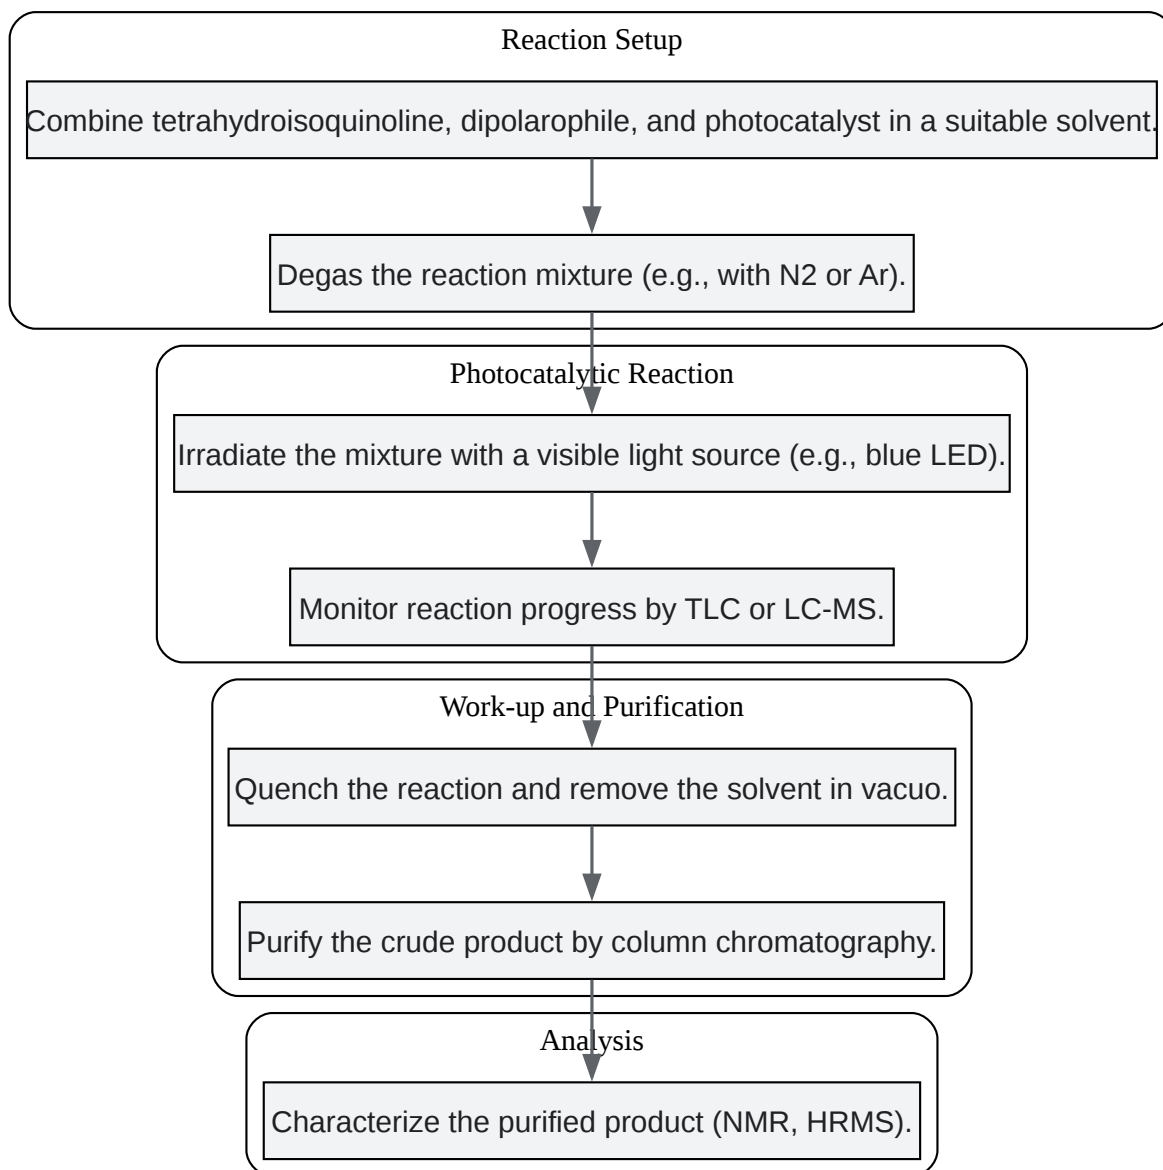 Reaction Setup
Combine tetrahydroisoquinoline, dipolarophile, and photocatalyst in a suitable solvent.
Degas the reaction mixture (e.g., with N2 or Ar).
Photocatalytic Reaction
Irradiate the mixture with a visible light source (e.g., blue LED).
Monitor reaction progress by TLC or LC-MS.
Work-up and Purification
Quench the reaction and remove the solvent in vacuo.
Purify the crude product by column chromatography.
Analysis
Characterize the purified product (NMR, HRMS).